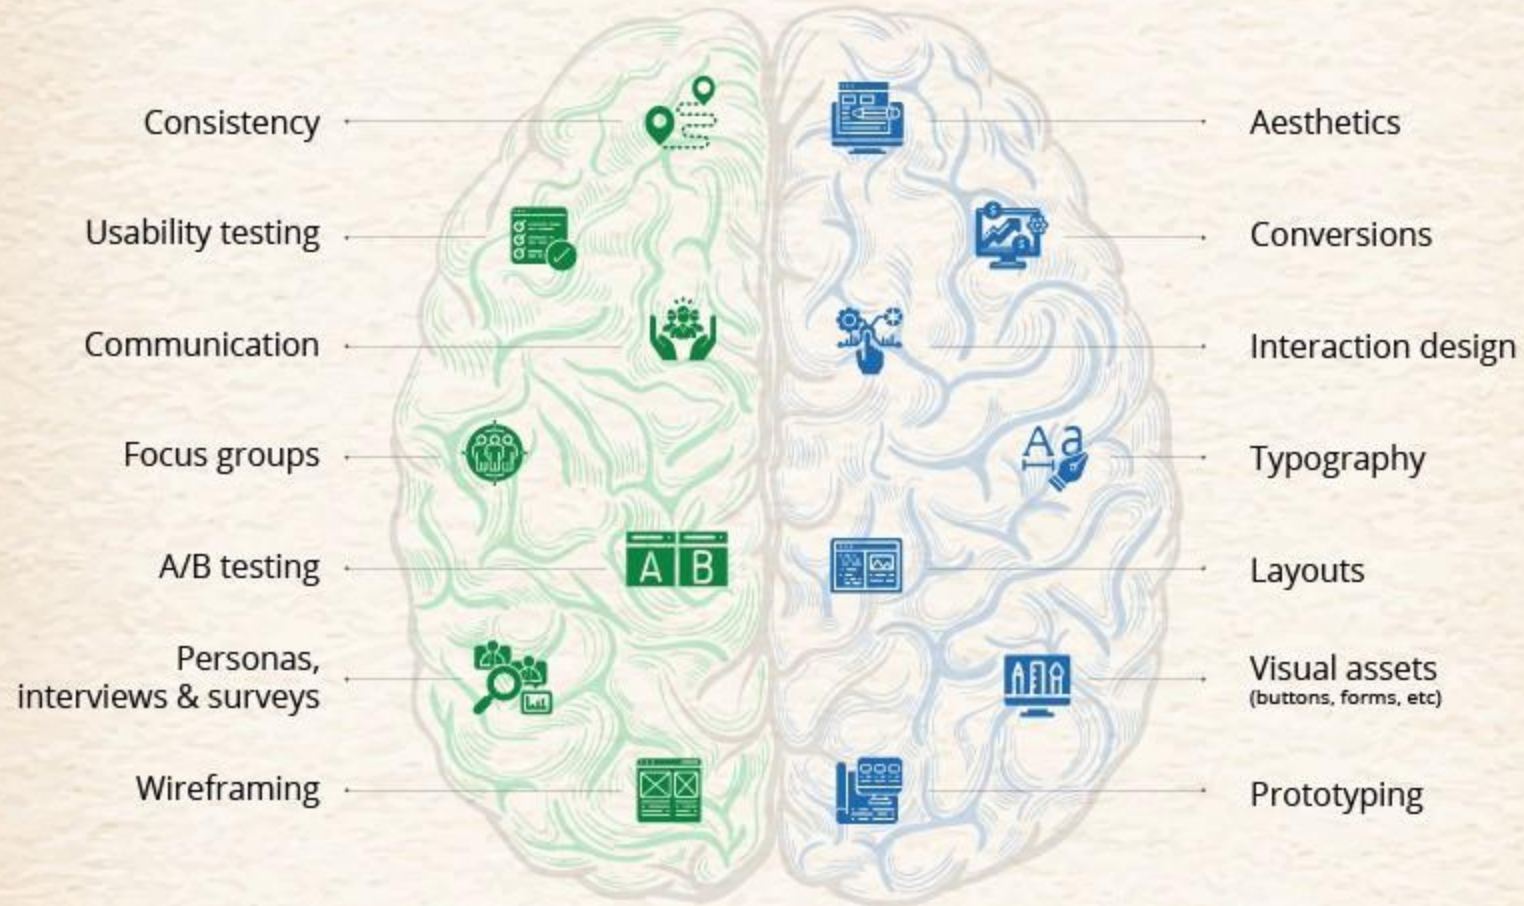 Consistency
Usability testing
Communication
Focus groups
A/B testing
Personas,
interviews & surveys
Wireframing
A B
Aesthetics
Conversions
Interaction design
A a
Typography
Layouts
Visual assets
(buttons, forms, etc)
Prototyping